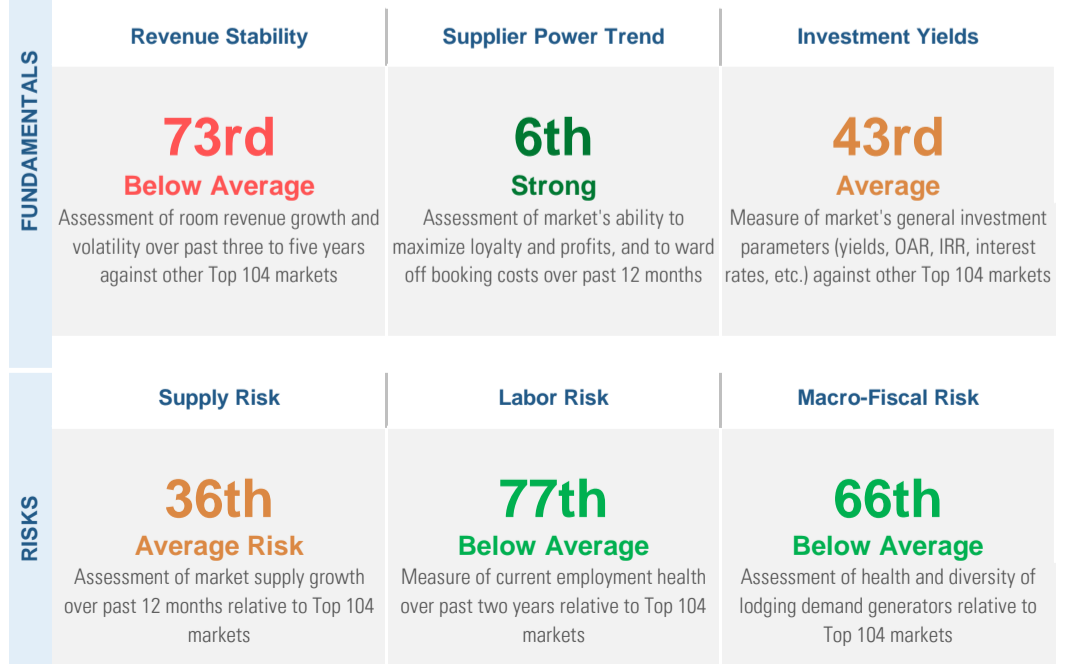 FUNDAMENTALS
Revenue Stability
73rd
Below Average
Assessment of room revenue growth and
volatility over past three to five years
against other Top 104 markets
Supplier Power Trend
6th
Strong
Assessment of market's ability to
maximize loyalty and profits, and to ward
off booking costs over past 12 months
Investment Yields
43rd
Average
Measure of market's general investment
parameters (yields, OAR, IRR, interest
rates, etc.) against other Top 104 markets
RISKS
Supply Risk
36th
Average Risk
Assessment of market supply growth
over past 12 months relative to Top 104
markets
Labor Risk
77th
Below Average
Measure of current employment health
over past two years relative to Top 104
markets
Macro-Fiscal Risk
66th
Below Average
Assessment of health and diversity of
lodging demand generators relative to
Top 104 markets